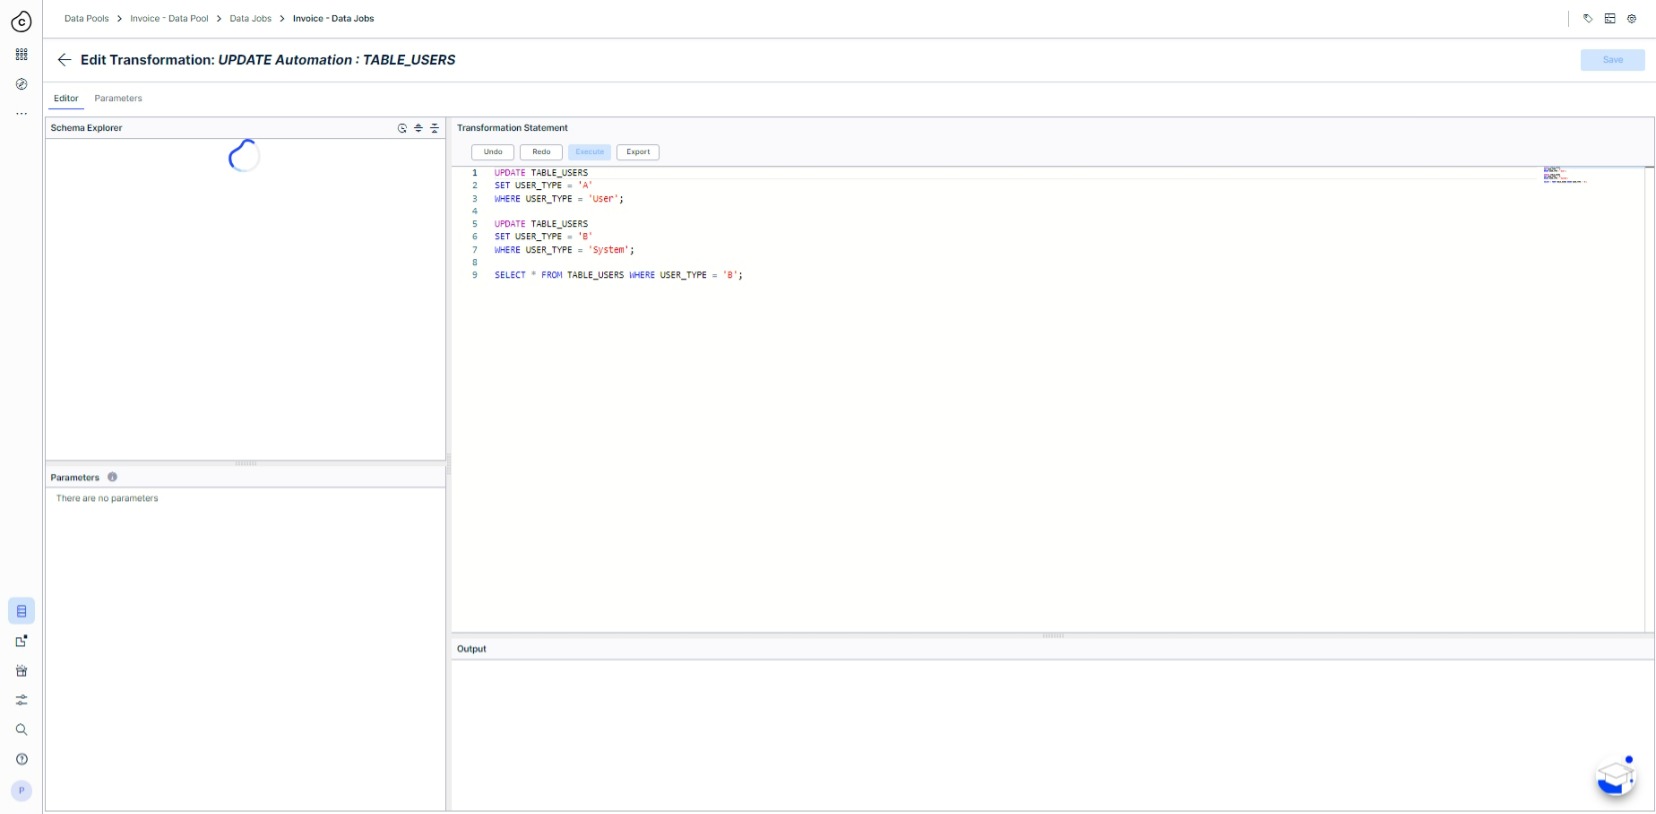 Data Pools > Invoice - Data Pool > Data Jobs > Invoice - Data Jobs
Edit Transformation: UPDATE Automation : TABLE_USERS
Save
Editor Parameters
Schema Explorer
Transformation Statement
Undo Redo Execute Export
1 UPDATE TABLE_USERS
2 SET USER_TYPE = 'A'
3 WHERE USER_TYPE = 'User';
4
5 UPDATE TABLE_USERS
6 SET USER_TYPE = 'B'
7 WHERE USER_TYPE = 'System';
8
9 SELECT * FROM TABLE_USERS WHERE USER_TYPE = 'B';
Parameters
There are no parameters
Output
P